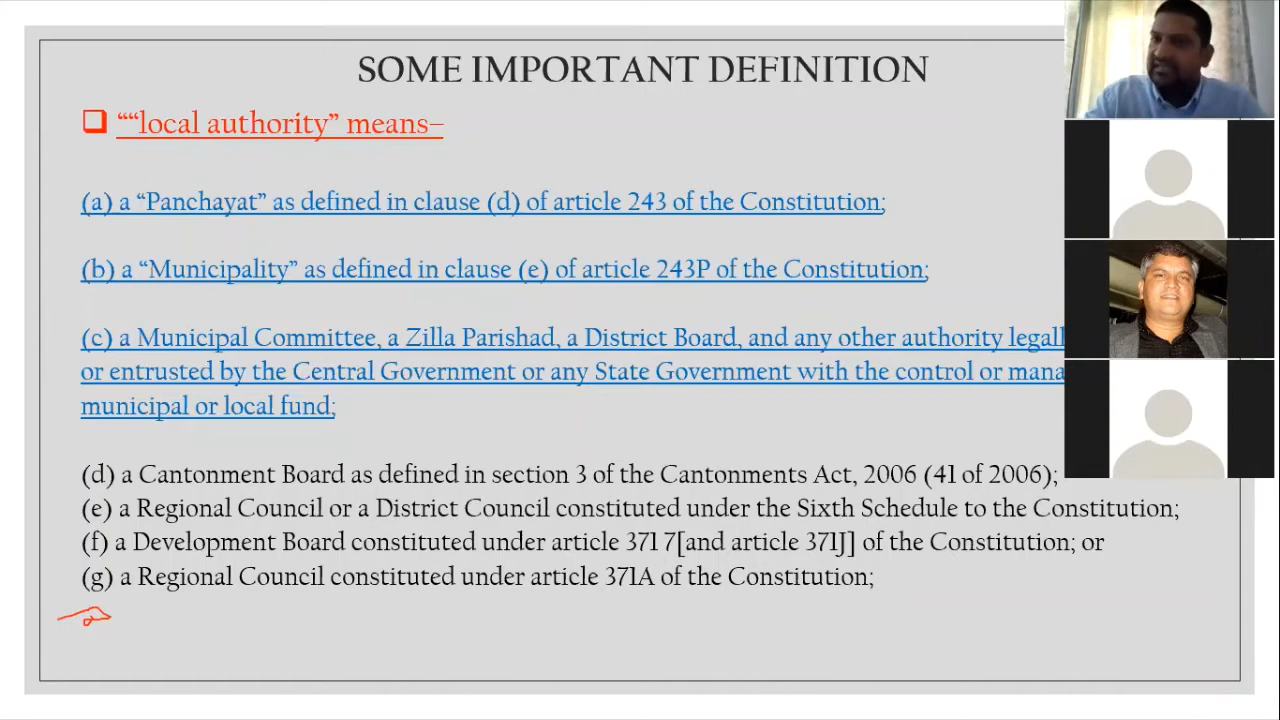 SOME IMPORTANT DEFINITION
““local authority” means–
(a) a “Panchayat” as defined in clause (d) of article 243 of the Constitution;
(b) a “Municipality” as defined in clause (e) of article 243P of the Constitution;
(c) a Municipal Committee, a Zilla Parishad, a District Board, and any other authority
or entrusted by the Central Government or any State Government with the control or
municipal or local fund;
(d) a Cantonment Board as defined in section 3 of the Cantonments Act, 2006 (41 of 2006);
(e) a Regional Council or a District Council constituted under the Sixth Schedule to the Constitution;
(f) a Development Board constituted under article 371 7[and article 371J] of the Constitution; or
(g) a Regional Council constituted under article 371A of the Constitution;